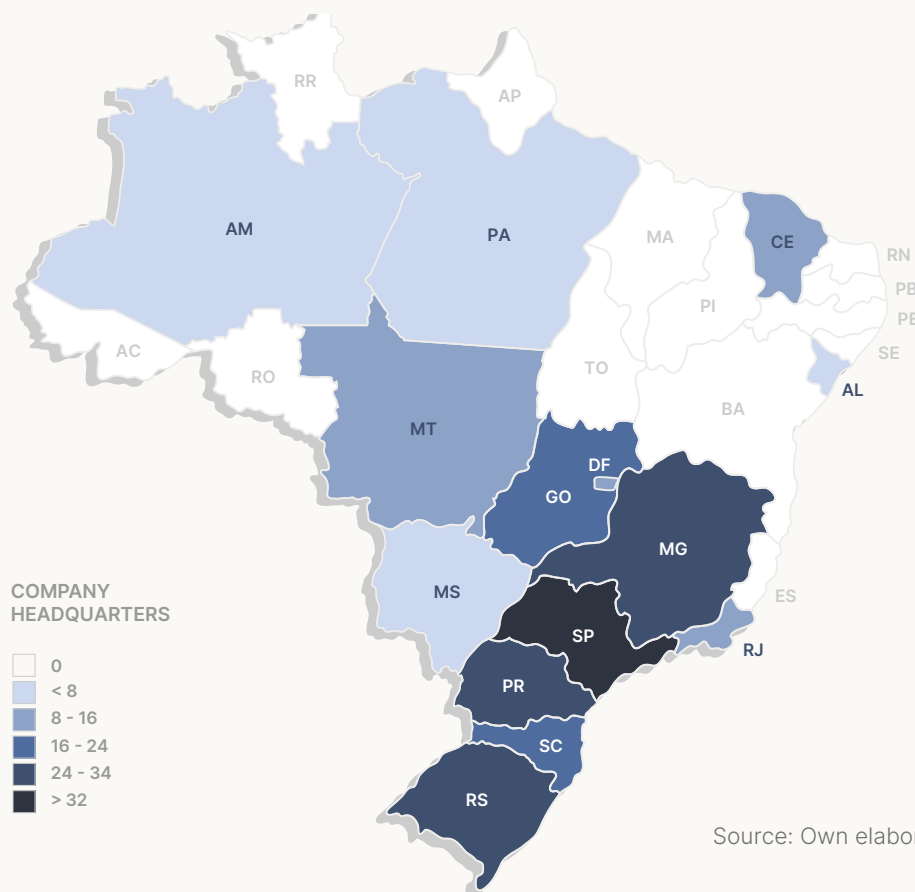 RR
AP
AM
PA
MA
CE
RN
PB
PI
PE
AC
RO
TO
SE
AL
BA
MT
DF
GO
MG
MS
ES
SP
RJ
PR
SC
RS
COMPANY
HEADQUARTERS
0
< 8
8 - 16
16 - 24
24 - 34
> 32
Source: Own elabor